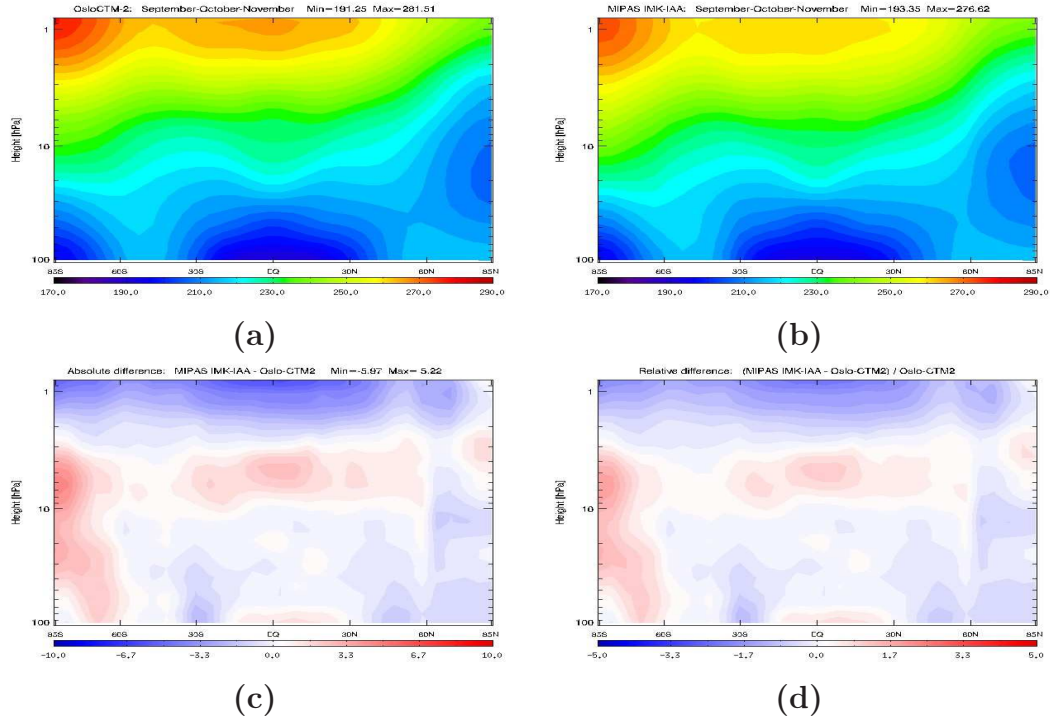 OsloCTM-2: September-October-November Min=191.25 Max=281.51
Height [hPa]
1
10
100
85S 60S 30S EQ 30N 60N 85N
170.0 190.0 210.0 230.0 250.0 270.0 290.0
(a)
MIPAS IMK-IAA: September-October-November Min=193.35 Max=276.62
Height [hPa]
1
10
100
85S 60S 30S EQ 30N 60N 85N
170.0 190.0 210.0 230.0 250.0 270.0 290.0
(b)
Absolute difference: MIPAS IMK-IAA - Oslo-CTM2 Min=-5.97 Max= 5.22
Height [hPa]
1
10
100
85S 60S 30S EQ 30N 60N 85N
-10.0 -6.7 -3.3 0.0 3.3 6.7 10.0
(c)
Relative difference: (MIPAS IMK-IAA - Oslo-CTM2) / Oslo-CTM2
Height [hPa]
1
10
100
85S 60S 30S EQ 30N 60N 85N
-5.0 -3.3 -1.7 0.0 1.7 3.3 5.0
(d)